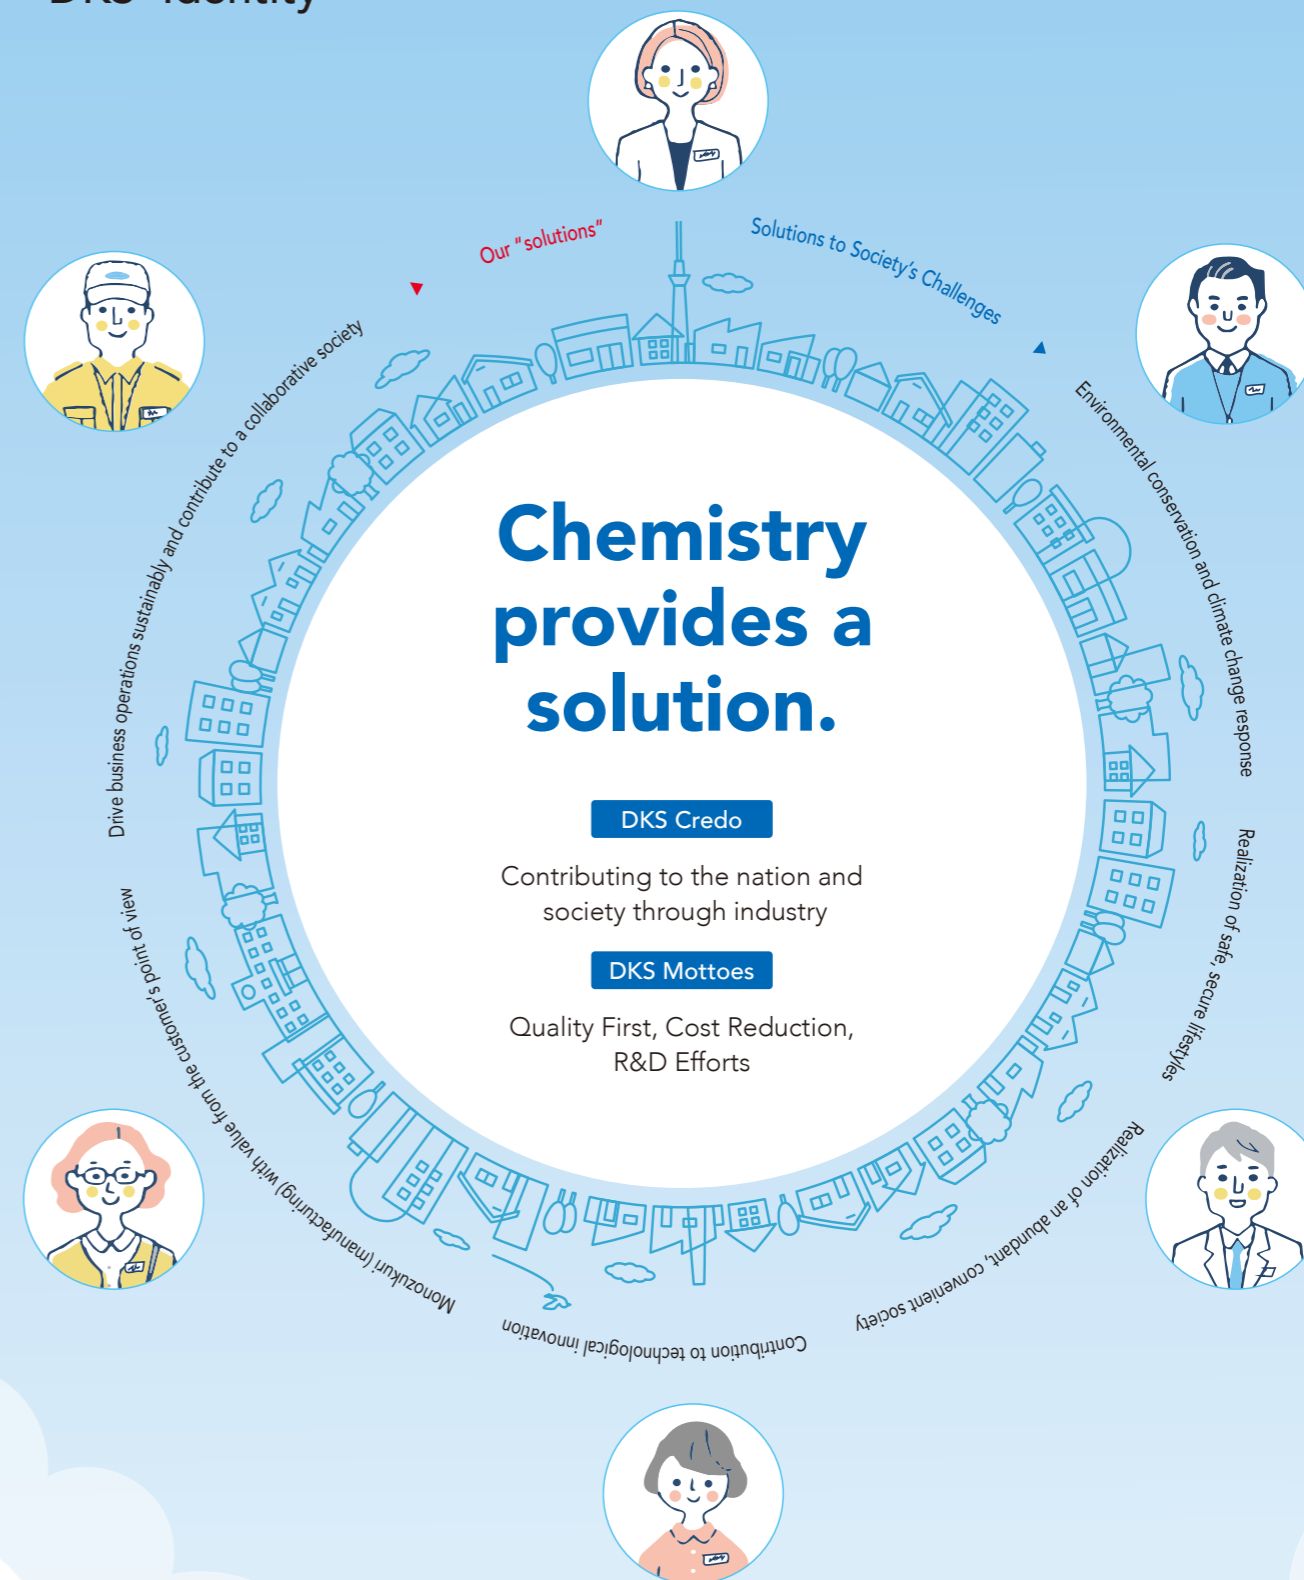 DKS Identity
Our "solutions"
Solutions to Society's Challenges
Environmental conservation and climate change response
Realization of safe, secure lifestyles
Realization of an abundant, convenient society
Contribution to technological innovation
Monozukuri (manufacturing) with value from the customer's point of view
Drive business operations sustainably and contribute to a collaborative society
Chemistry
provides a
solution.
DKS Credo
Contributing to the nation and
society through industry
DKS Mottoes
Quality First, Cost Reduction,
R&D Efforts